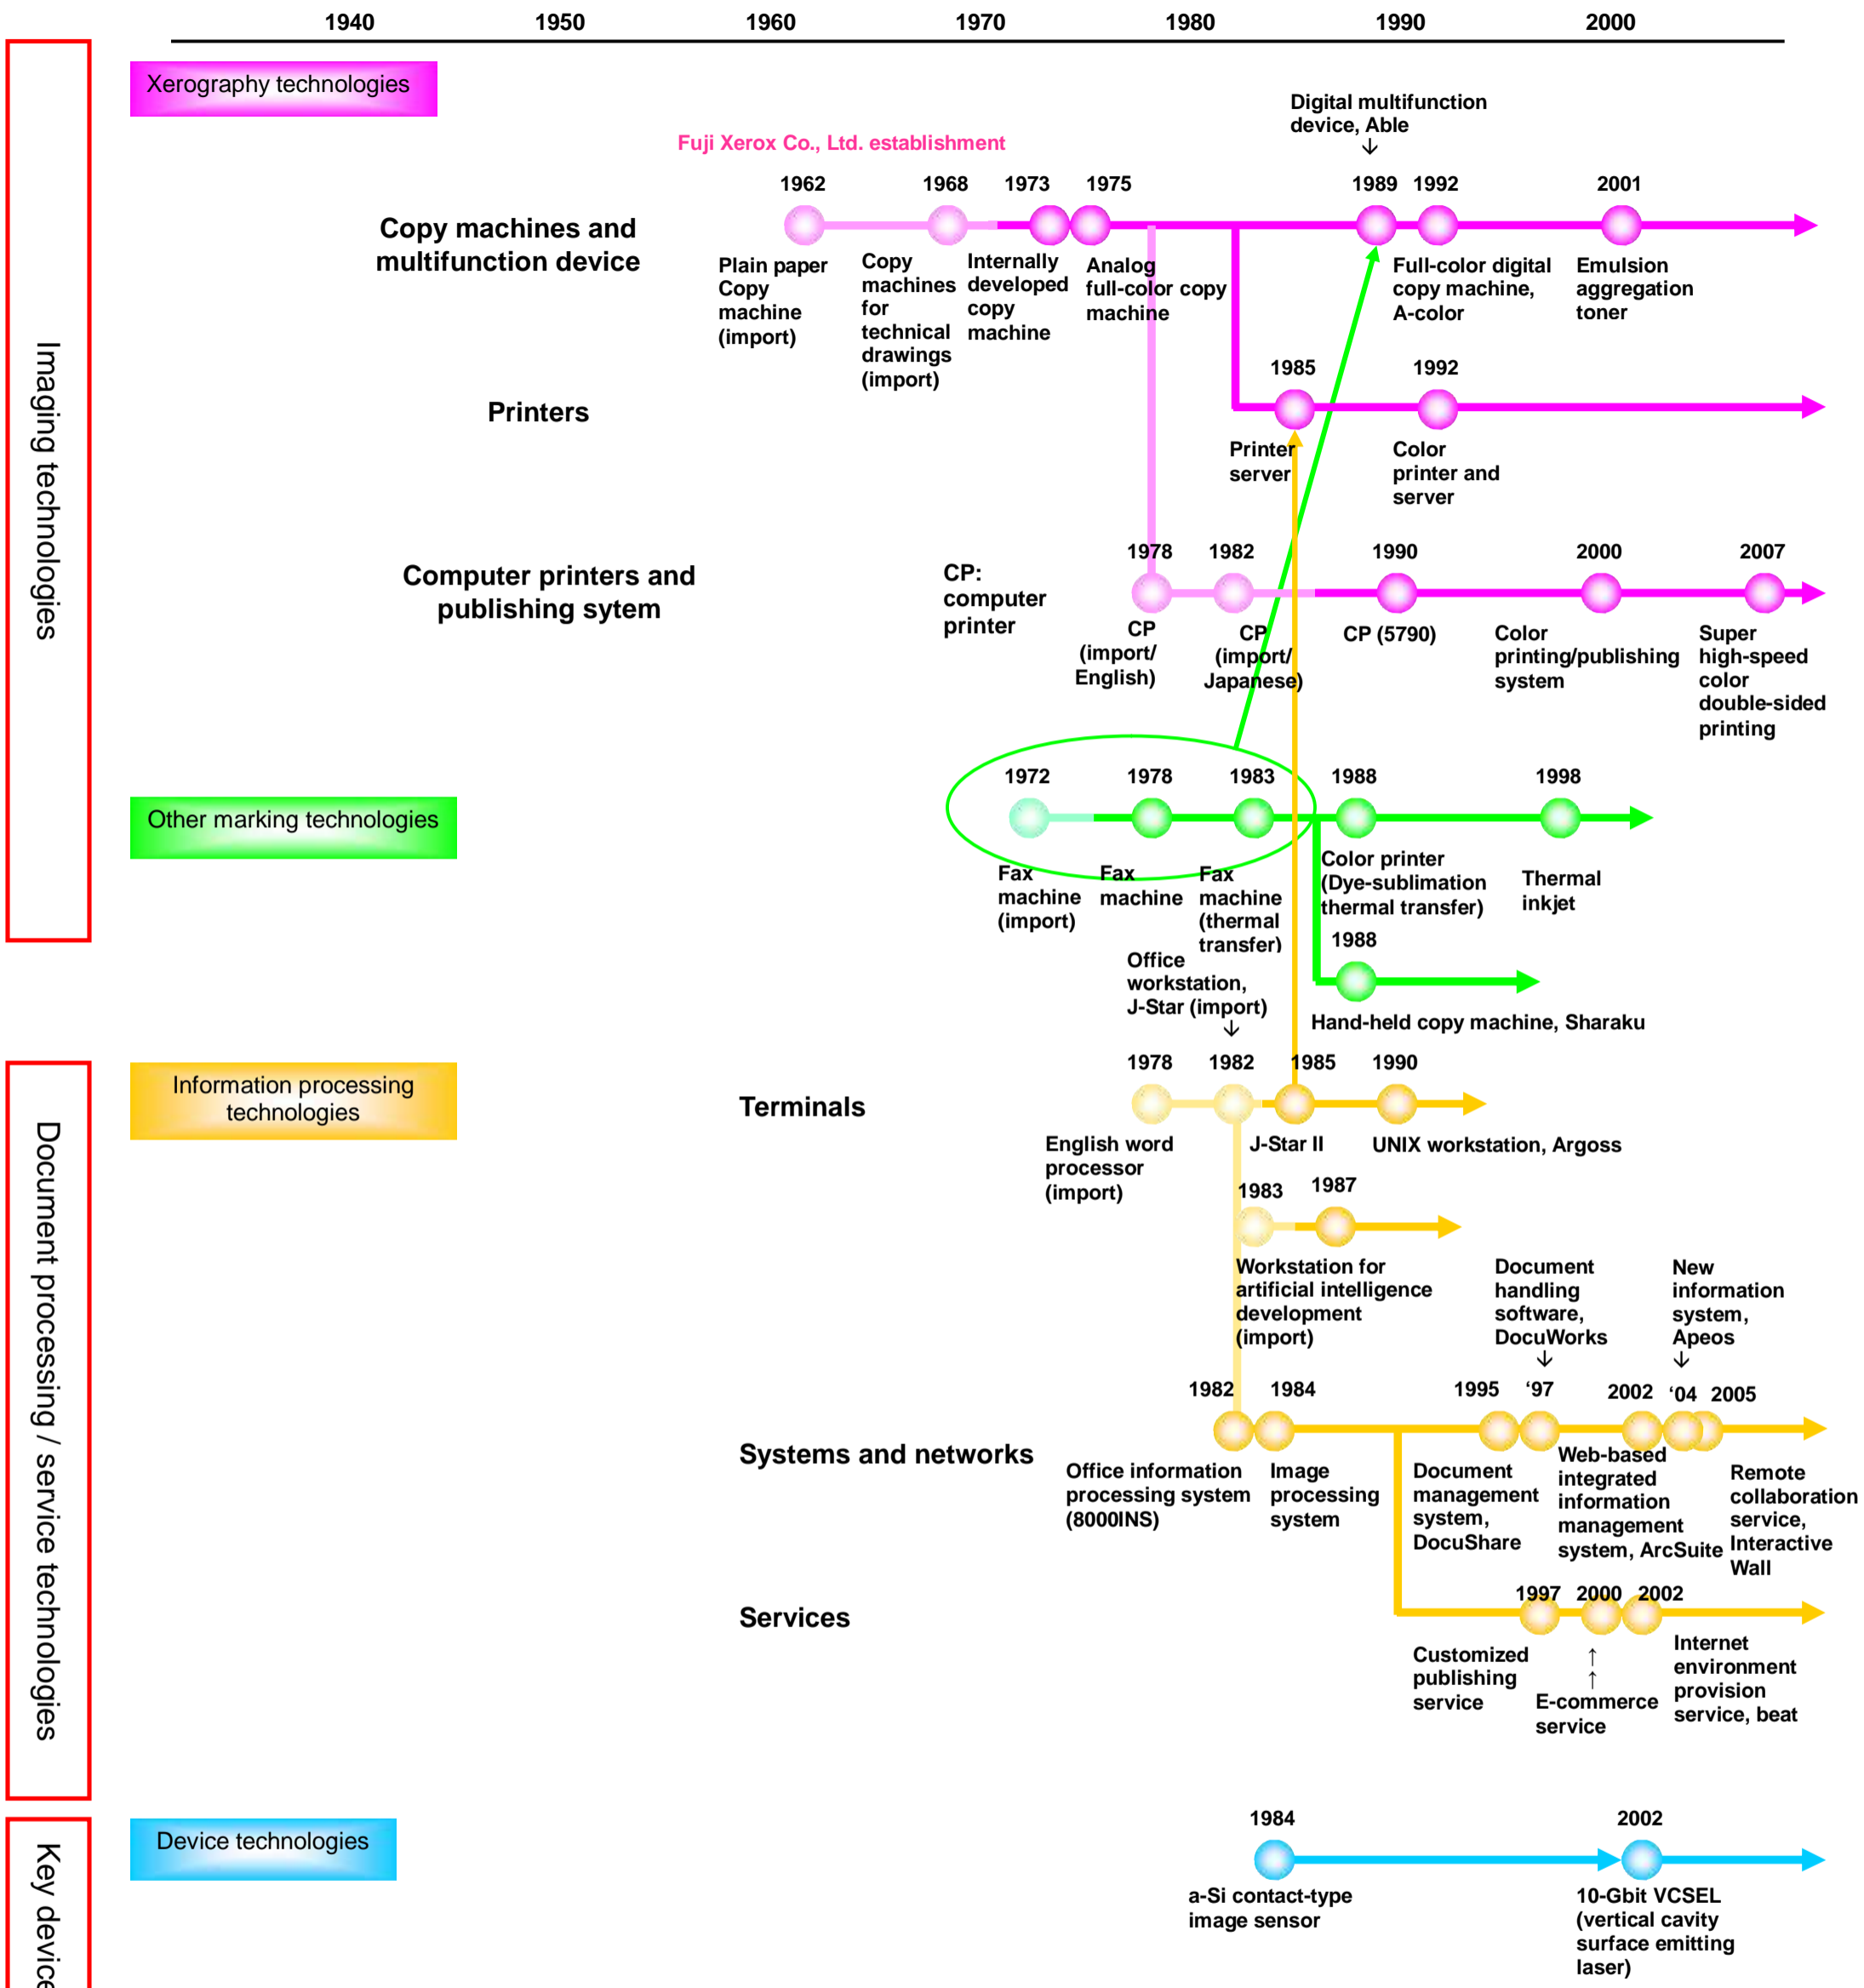 1940 1950 1960 1970 1980 1990 2000
Imaging technologies
Xerography technologies
Digital multifunction
device, Able
↓
Fuji Xerox Co., Ltd. establishment
1962 1968 1973 1975 1989 1992 2001
Copy machines and
multifunction device
Plain paper
Copy
machine
(import)
Copy
machines
for
technical
drawings
(import)
Internally
developed
copy
machine
Analog
full-color copy
machine
Full-color digital
copy machine,
A-color
Emulsion
aggregation
toner
1985 1992
Printers
Printer
server
Color
printer and
server
1978 1982 1990 2000 2007
Computer printers and
publishing sytem
CP:
computer
printer
CP
(import/
English)
CP
(import/
Japanese)
CP (5790)
Color
printing/publishing
system
Super
high-speed
color
double-sided
printing
Other marking technologies
1972 1978 1983 1988 1998
Fax
machine
(import)
Fax
machine
Fax
machine
(thermal
transfer)
Color printer
(Dye-sublimation
thermal transfer)
Thermal
inkjet
1988
Hand-held copy machine, Sharaku
Document processing / service technologies
Information processing
technologies
Office
workstation,
J-Star (import)
↓
1978 1982 1985 1990
Terminals
English word
processor
(import)
J-Star II
UNIX workstation, Argoss
1983 1987
Workstation for
artificial intelligence
development
(import)
Document
handling
software,
DocuWorks
↓
New
information
system,
Apeos
↓
1982 1984 1995 ‘97 2002 ‘04 2005
Systems and networks
Office information
processing system
(8000INS)
Image
processing
system
Document
management
system,
DocuShare
Web-based
integrated
information
management
system, ArcSuite
Remote
collaboration
service,
Interactive
Wall
1997 2000 2002
Services
Customized
publishing
service
↑
↑
E-commerce
service
Internet
environment
provision
service, beat
Key device
Device technologies
1984 2002
a-Si contact-type
image sensor
10-Gbit VCSEL
(vertical cavity
surface emitting
laser)